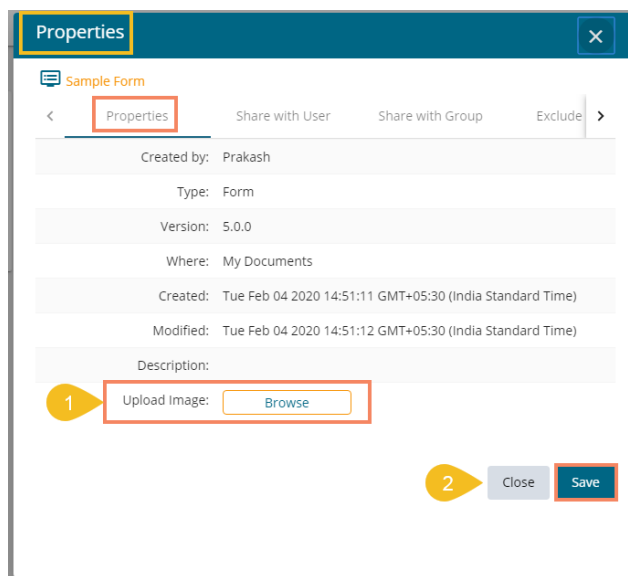 Properties
Sample Form
Properties Share with User Share with Group Exclude
Created by: Prakash
Type: Form
Version: 5.0.0
Where: My Documents
Created: Tue Feb 04 2020 14:51:11 GMT+05:30 (India Standard Time)
Modified: Tue Feb 04 2020 14:51:12 GMT+05:30 (India Standard Time)
Description:
1 Upload Image: Browse
2 Close Save